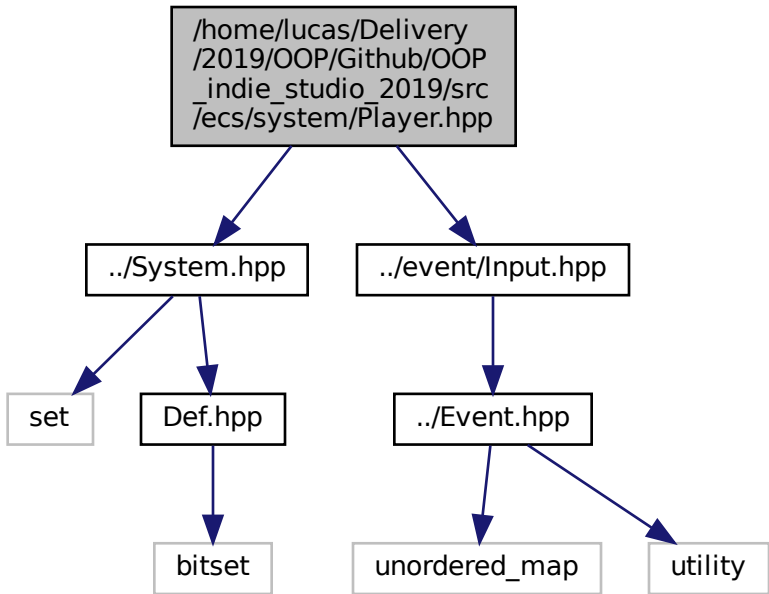 /home/lucas/Delivery
/2019/OOP/Github/OOP
_indie_studio_2019/src
/ecs/system/Player.hpp
../System.hpp
../event/Input.hpp
set
Def.hpp
../Event.hpp
bitset
unordered_map
utility